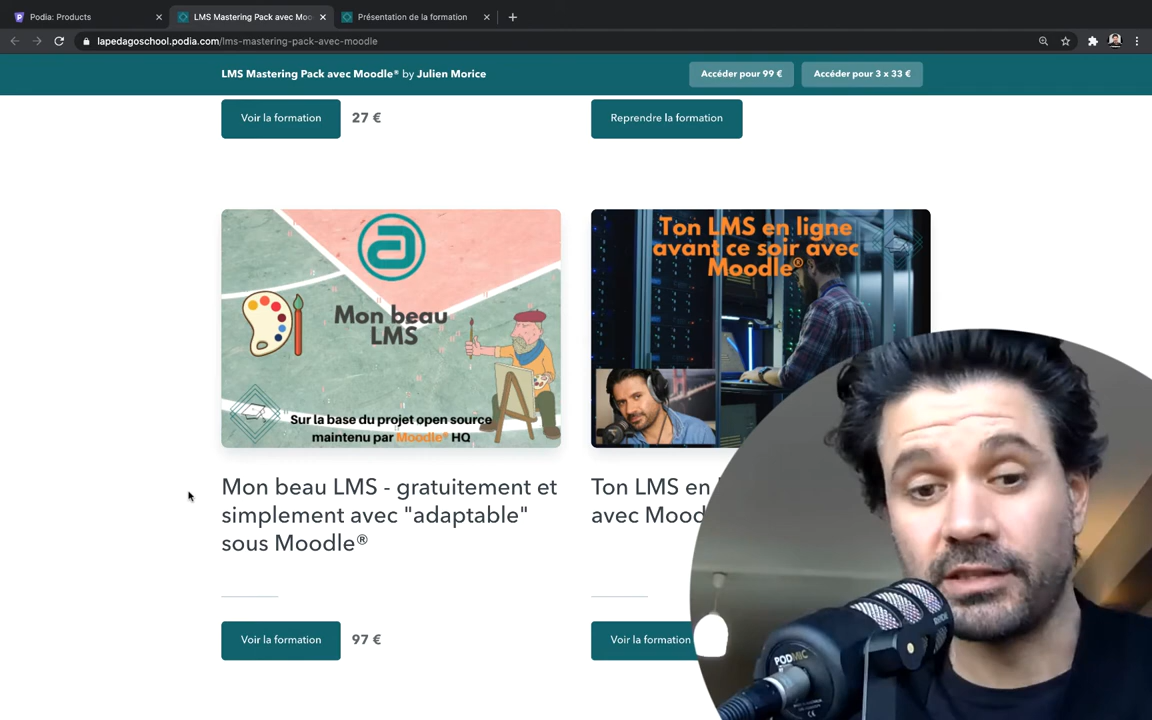 Podia: Products
LMS Mastering Pack avec Moo
Présentation de la formation
lapedagoschool.podia.com/lms-mastering-pack-avec-moodle
LMS Mastering Pack avec Moodle® by Julien Morice
Accéder pour 99 €
Accéder pour 3 x 33 €
Voir la formation
27 €
Reprendre la formation
a
Mon beau
LMS
Sur la base du projet open source
maintenu par Moodle® HQ
Ton LMS en ligne
avant ce soir avec
Moodle®
Mon beau LMS - gratuitement et
simplement avec "adaptable"
sous Moodle®
Voir la formation
97 €
Ton LMS en
avec Mood
Voir la formation
PODMIC